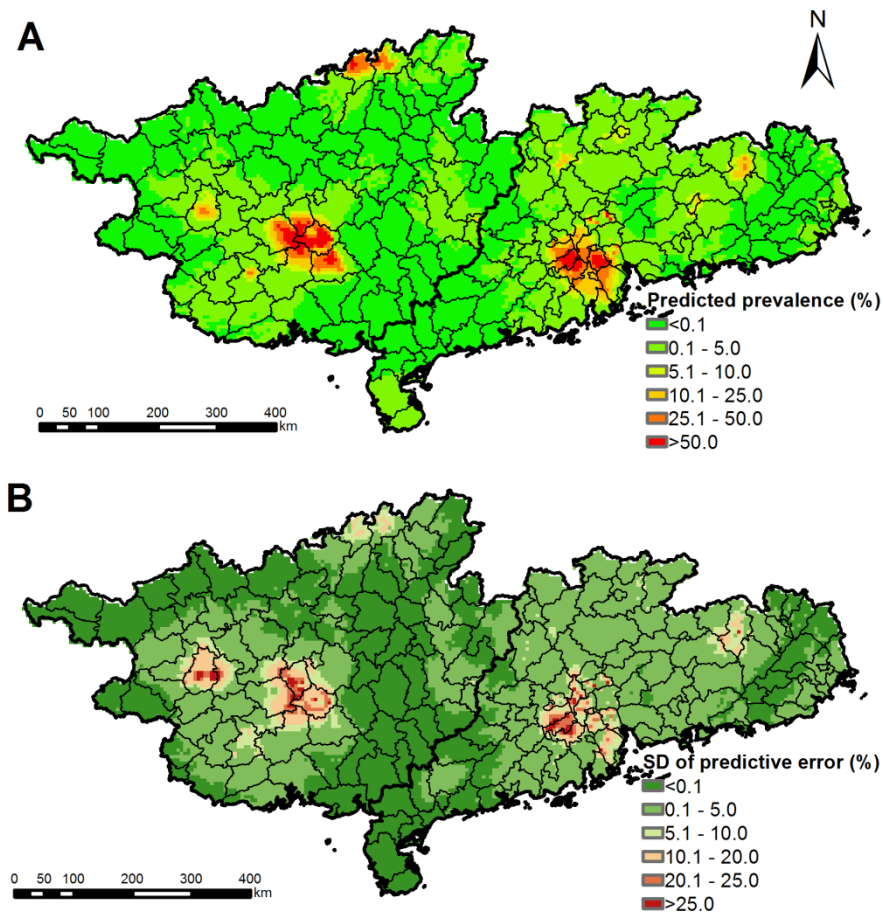 A
N
Predicted prevalence (%)
<0.1
0.1 - 5.0
5.1 - 10.0
10.1 - 25.0
25.1 - 50.0
>50.0
0 50 100 200 300 400
km
B
SD of predictive error (%)
<0.1
0.1 - 5.0
5.1 - 10.0
10.1 - 20.0
20.1 - 25.0
>25.0
0 50 100 200 300 400
km